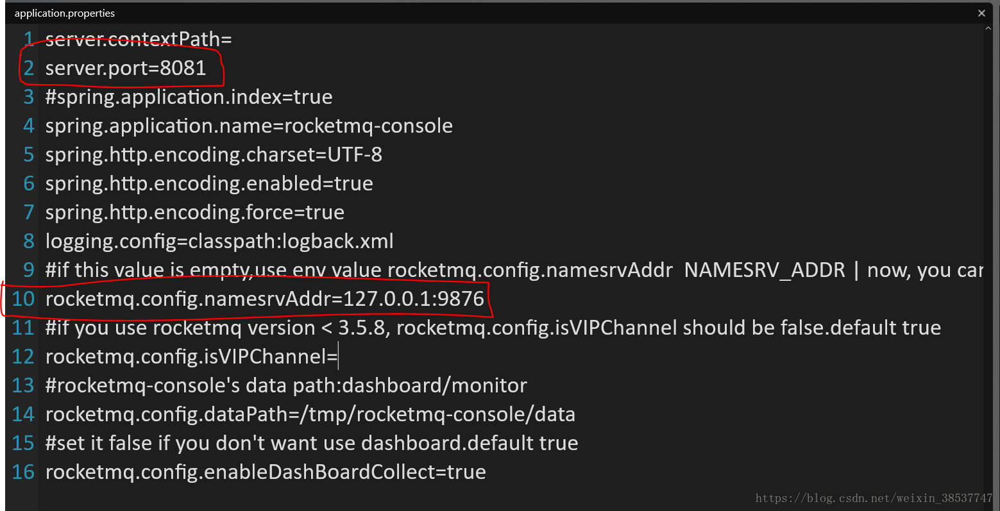 application.properties
1 server.contextPath=
2 server.port=8081
3 #spring.application.index=true
4 spring.application.name=rocketmq-console
5 spring.http.encoding.charset=UTF-8
6 spring.http.encoding.enabled=true
7 spring.http.encoding.force=true
8 logging.config=classpath:logback.xml
9 #if this value is empty,use env value rocketmq.config.namesrvAddr  NAMESRV_ADDR | now, you can
10 rocketmq.config.namesrvAddr=127.0.0.1:9876
11 #if you use rocketmq version < 3.5.8, rocketmq.config.isVIPChannel should be false.default true
12 rocketmq.config.isVIPChannel=
13 #rocketmq-console's data path:dashboard/monitor
14 rocketmq.config.dataPath=/tmp/rocketmq-console/data
15 #set it false if you don't want use dashboard.default true
16 rocketmq.config.enableDashBoardCollect=true
https://blog.csdn.net/weixin_38537747